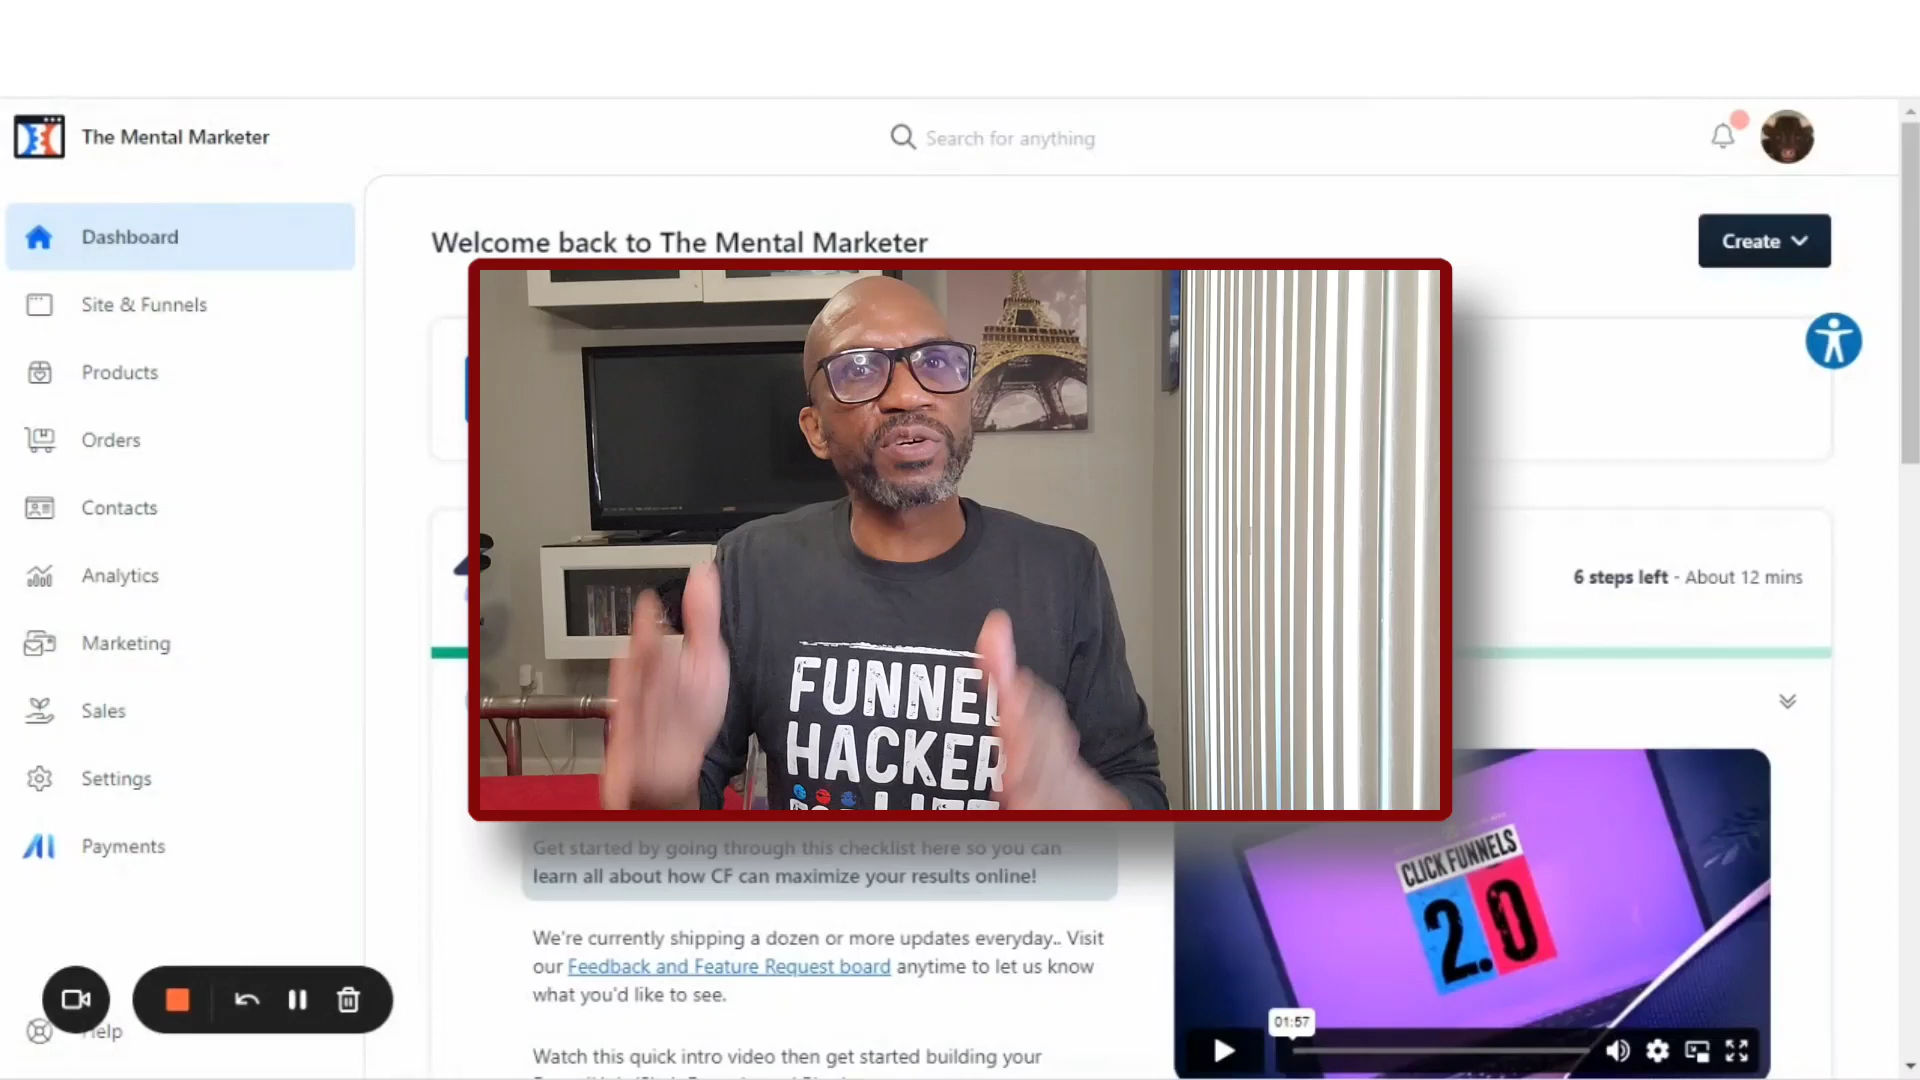 The Mental Marketer
Search for anything
Dashboard
Site & Funnels
Products
Orders
Contacts
Analytics
Marketing
Sales
Settings
Payments
Help
Welcome back to The Mental Marketer
Create
6 steps left - About 12 mins
FUNNEL
HACKER
Get started by going through this checklist here so you can
learn all about how CF can maximize your results online!
We're currently shipping a dozen or more updates everyday.. Visit
our Feedback and Feature Request board anytime to let us know
what you'd like to see.
Watch this quick intro video then get started building your
CLICK FUNNELS
2.0
01:57